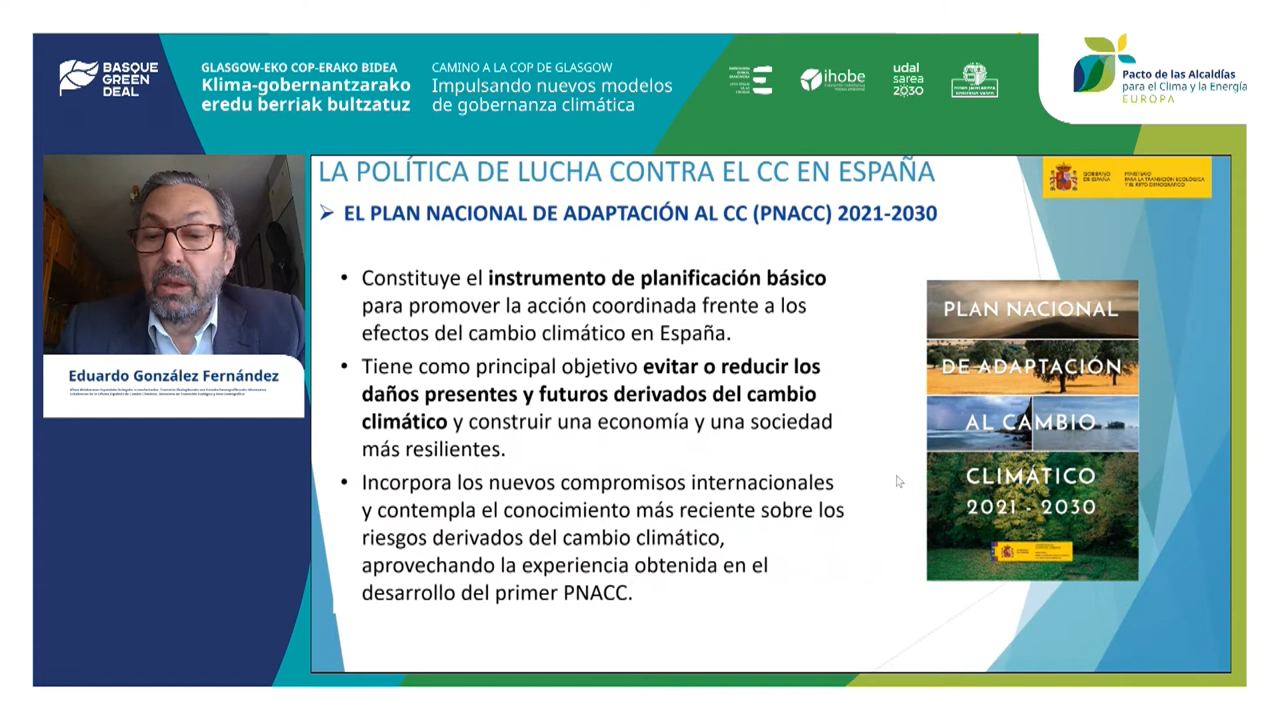 BASQUE
GREEN
DEAL
GLASGOW-EKO COP-ERAKO BIDEA
Klima-gobernantzarako
eredu berriak bultzatuz
CAMINO A LA COP DE GLASGOW
Impulsando nuevos modelos
de gobernanza climática
ihobe
udal
sarea
2030
Pacto de las Alcaldías
para el Clima y la Energía
EUROPA
LA POLÍTICA DE LUCHA CONTRA EL CC EN ESPAÑA
GOBIERNO
DE ESPAÑA
MINISTERIO
PARA LA TRANSICIÓN ECOLÓGICA
Y EL RETO DEMOGRÁFICO
➢ EL PLAN NACIONAL DE ADAPTACIÓN AL CC (PNACC) 2021-2030
• Constituye el instrumento de planificación básico
para promover la acción coordinada frente a los
efectos del cambio climático en España.
• Tiene como principal objetivo evitar o reducir los
daños presentes y futuros derivados del cambio
climático y construir una economía y una sociedad
más resilientes.
• Incorpora los nuevos compromisos internacionales
y contempla el conocimiento más reciente sobre los
riesgos derivados del cambio climático,
aprovechando la experiencia obtenida en el
desarrollo del primer PNACC.
PLAN NACIONAL
DE ADAPTACIÓN
AL CAMBIO
CLIMÁTICO
2021 - 2030
Eduardo González Fernández